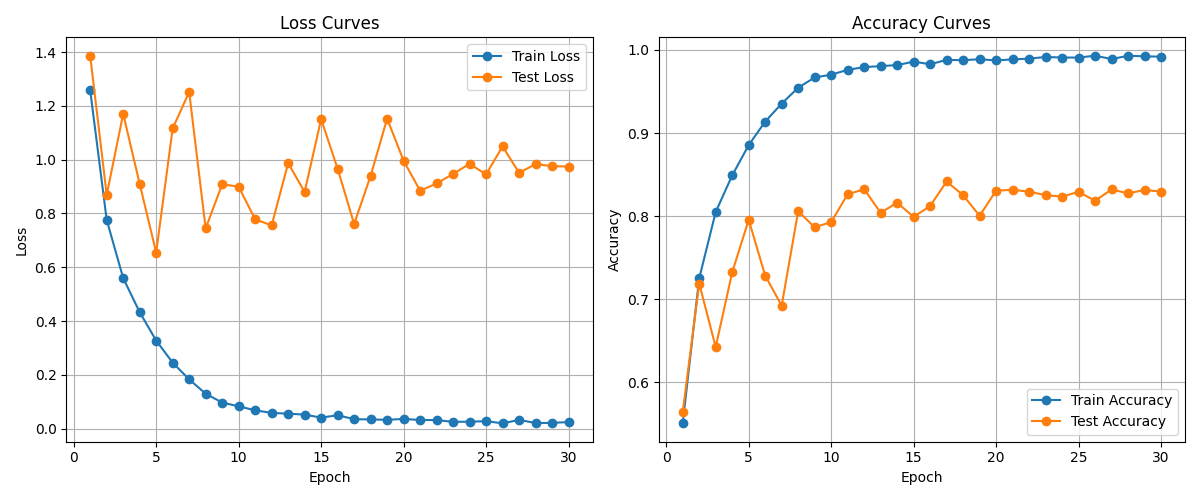 Loss Curves
1.4
1.2
1.0
0.8
0.6
0.4
0.2
0.0
Loss
0 5 10 15 20 25 30
Epoch
Train Loss
Test Loss
Accuracy Curves
1.0
0.9
0.8
0.7
0.6
Accuracy
0 5 10 15 20 25 30
Epoch
Train Accuracy
Test Accuracy